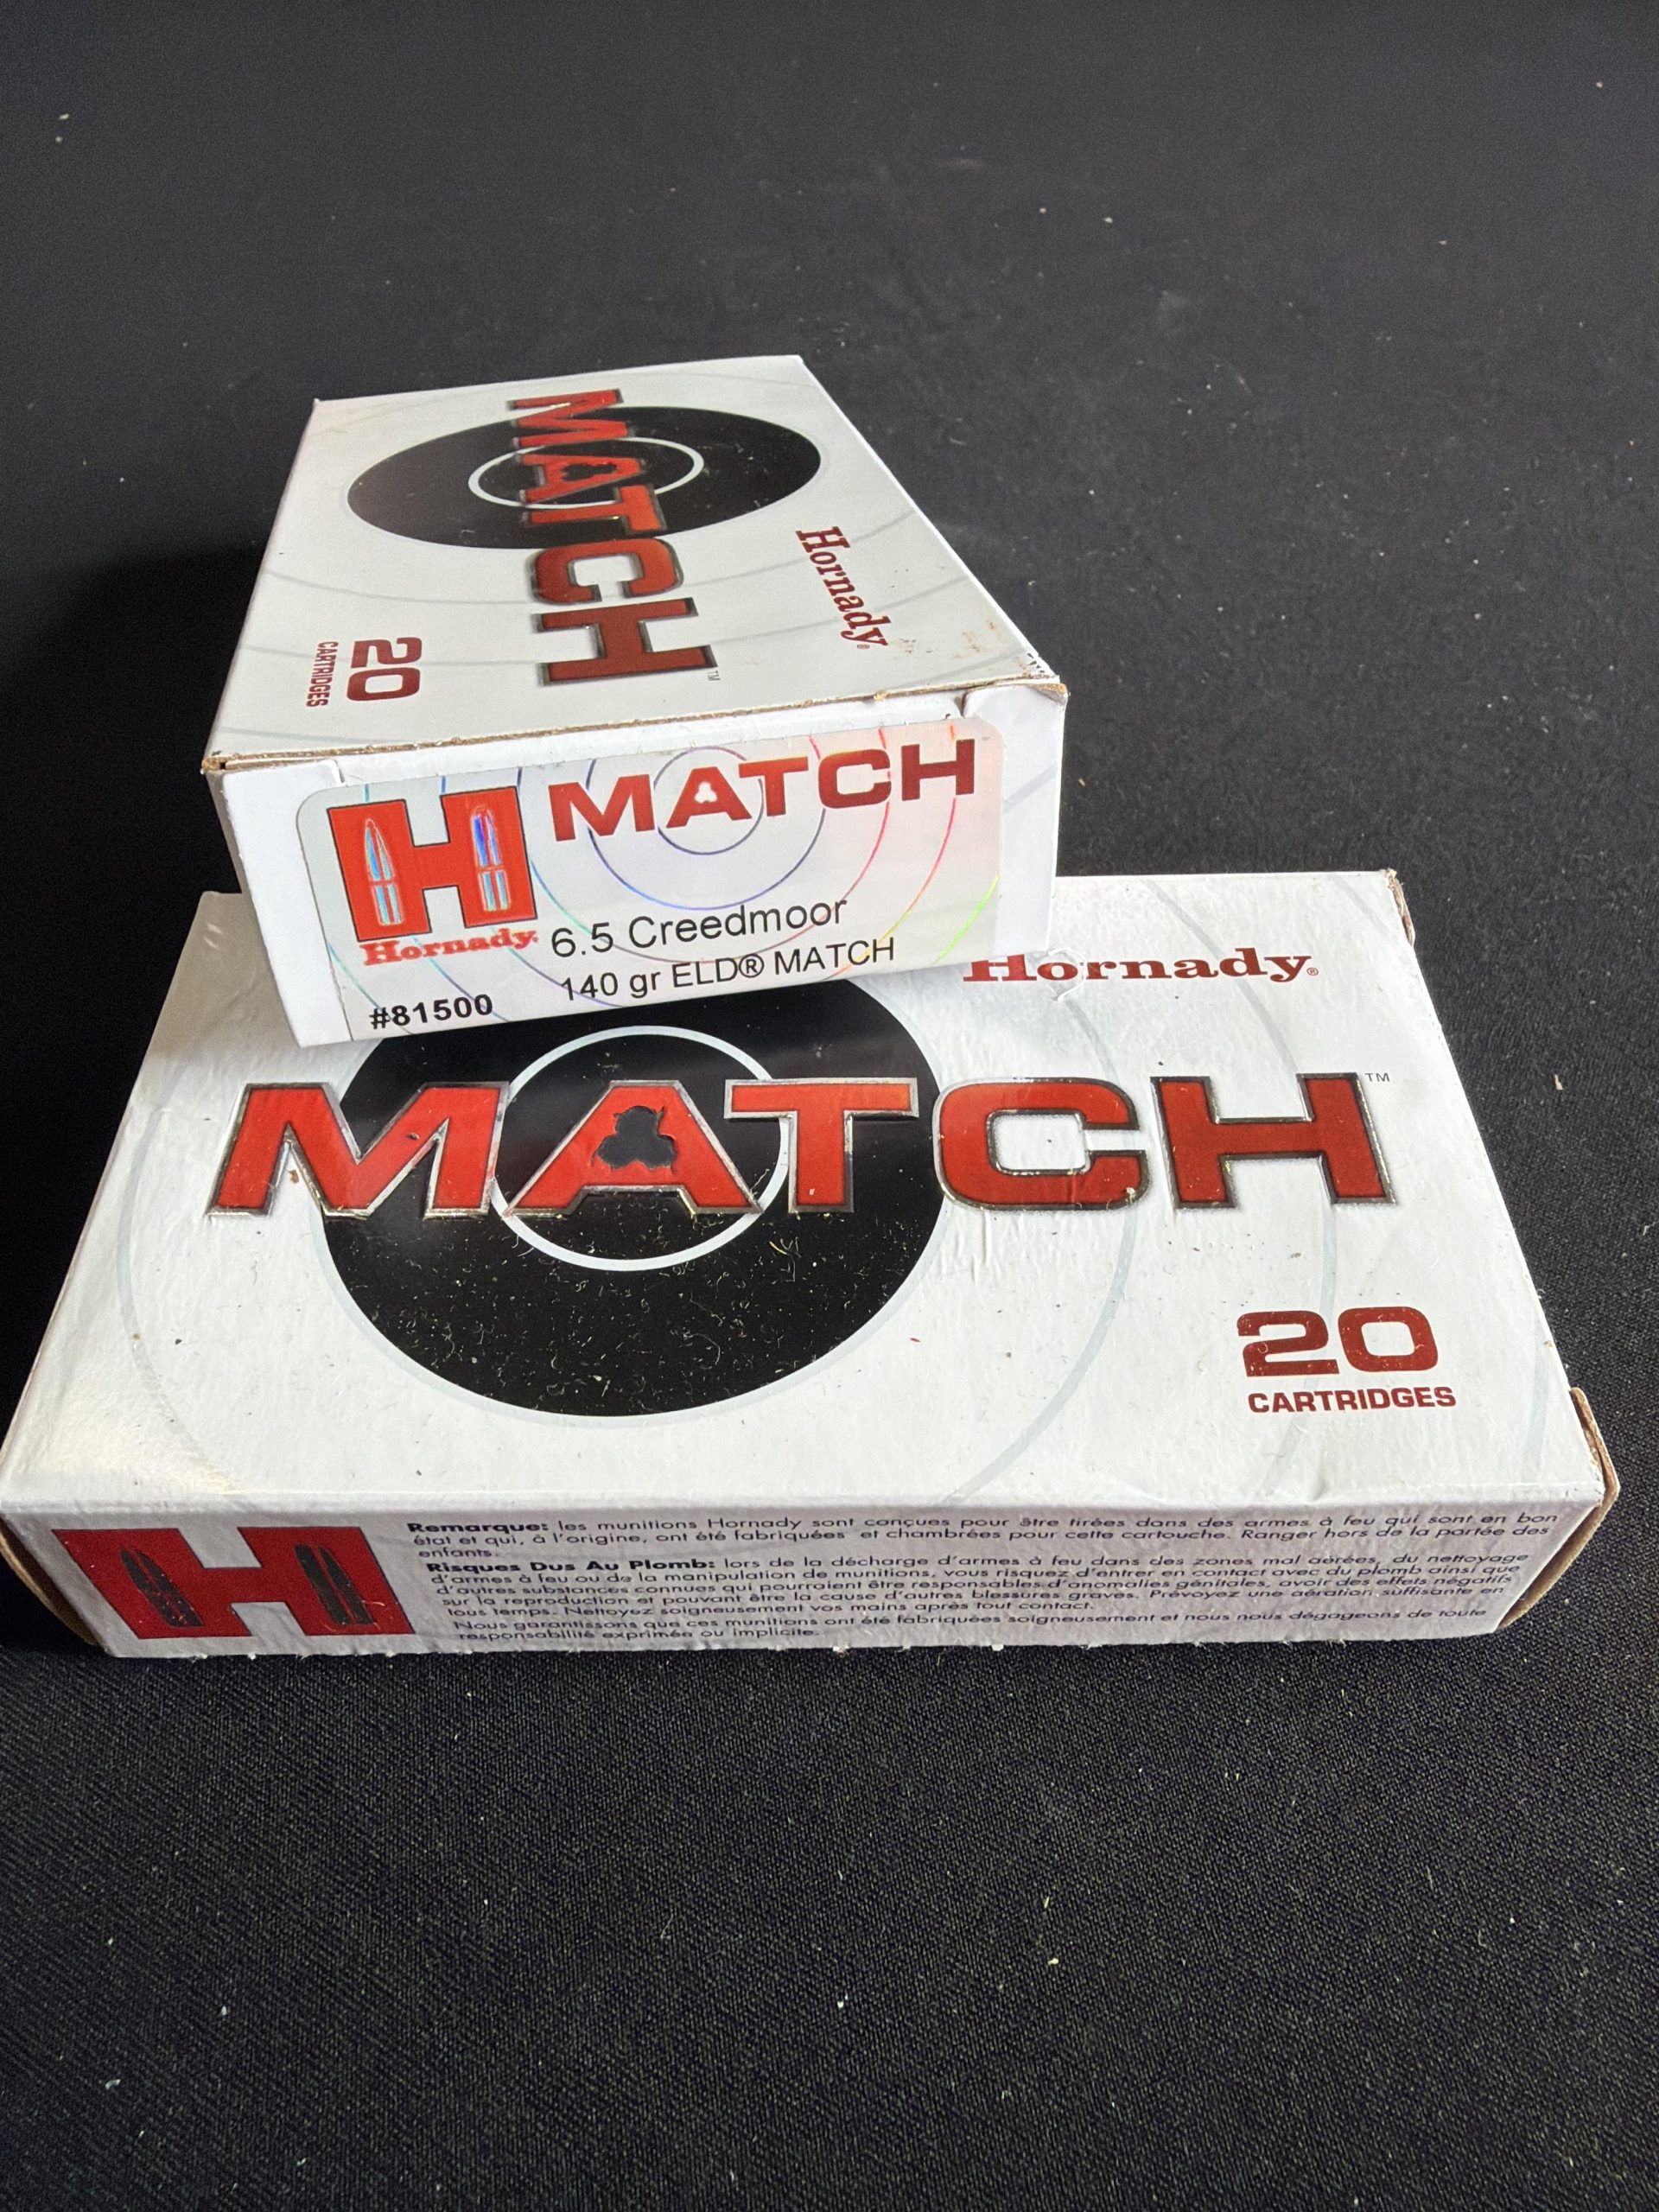 MATCH
Hornady®
20
CARTRIDGES
H MATCH
Hornady.
6.5 Creedmoor
140 gr ELD® MATCH
#81500
Hornady®
MATCH™
20
CARTRIDGES
H
Remarque: les munitions Hornady sont conçues pour être tirées dans des armes à feu qui sont en bon
état et qui, à l'origine, ont été fabriquées et chambrées pour cette cartouche. Ranger hors de la portée des
enfants.
Risques Dus Au Plomb: lors de la décharge d'armes à feu dans des zones mal aérées, du nettoyage
d'armes à feu ou de la manipulation de munitions, vous risquez d'entrer en contact avec du plomb ainsi que
d'autres substances connues qui pourraient être responsables d'anomalies génitales, avoir des effets négatifs
sur la reproduction et pouvant être la cause d'autres blessures graves. Prévoyez une aération suffisante en
tous temps. Nettoyez soigneusement vos mains après tout contact.
Nous garantissons que ces munitions ont été fabriquées soigneusement et nous nous dégageons de toute
responsabilité expriméa ou implicite.